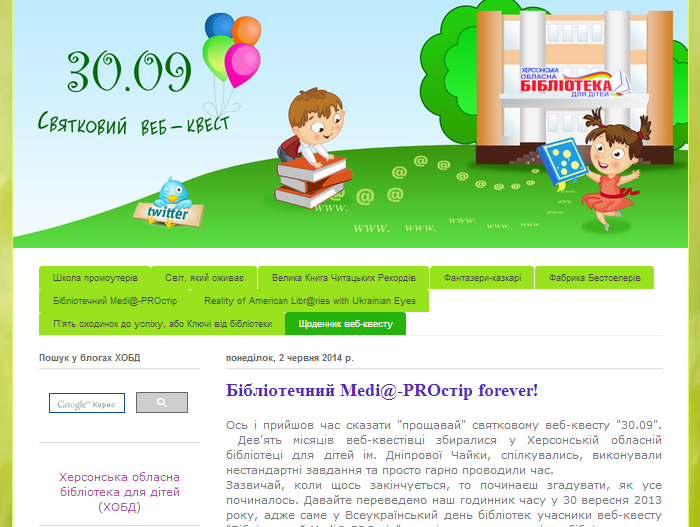 30.09
Святковий веб-квест
ХЕРСОНСЬКА
ОБЛАСНА
БІБЛІОТЕКА
ДЛЯ ДІТЕЙ
twitter
www.
www.
www.
www.
Школа промоутерів Світ, який оживає Велика Книга Читацьких Рекордів Фантазери-казкарі Фабрика Бестселерів
Бібліотечний Medi@-PROстір Reality of American Libr@ries with Ukrainian Eyes
П'ять сходинок до успіху, або Ключі від бібліотеки Щоденник веб-квесту
Пошук у блогах ХОБД
Google Корис
Херсонська обласна
бібліотека для дітей
(ХОБД)
понеділок, 2 червня 2014 р.
Бібліотечний Medi@-PROстір forever!
Ось і прийшов час сказати "прощавай" святковому веб-квесту "30.09".
Дев'ять місяців веб-квестівці збиралися у Херсонській обласній
бібліотеці для дітей ім. Дніпрової Чайки, спілкувались, виконували
нестандартні завдання та просто гарно проводили час.
Зазвичай, коли щось закінчується, то починаєш згадувати, як усе
починалось. Давайте переведемо наш годинник часу у 30 вересня 2013
року, адже саме у Всеукраїнський день бібліотек учасники веб-квесту